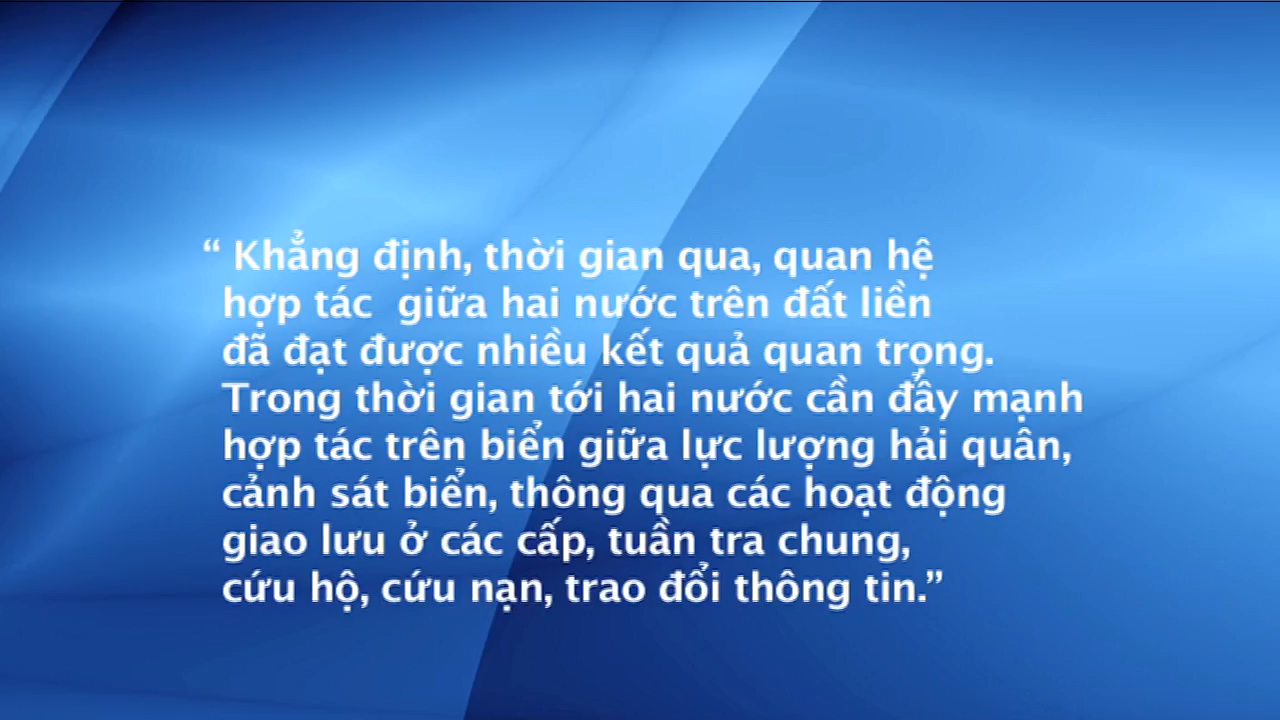 “ Khẳng định, thời gian qua, quan hệ
hợp tác giữa hai nước trên đất liền
đã đạt được nhiều kết quả quan trọng.
Trong thời gian tới hai nước cần đẩy mạnh
hợp tác trên biển giữa lực lượng hải quân,
cảnh sát biển, thông qua các hoạt động
giao lưu ở các cấp, tuần tra chung,
cứu hộ, cứu nạn, trao đổi thông tin.”